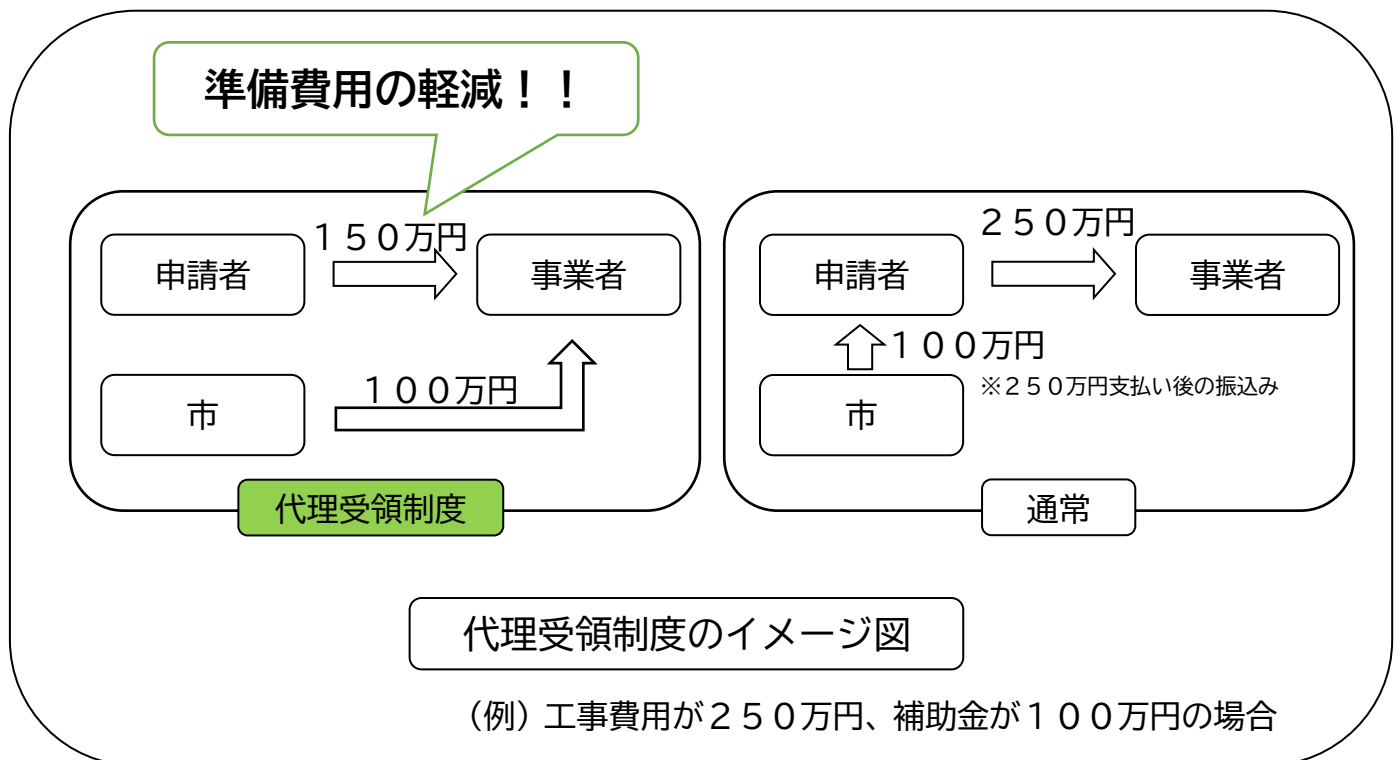 準備費用の軽減！！
１５０万円
申請者
事業者
１００万円
市
代理受領制度
２５０万円
申請者
事業者
１００万円
※２５０万円支払い後の振込み
市
通常
代理受領制度のイメージ図
（例）工事費用が２５０万円、補助金が１００万円の場合